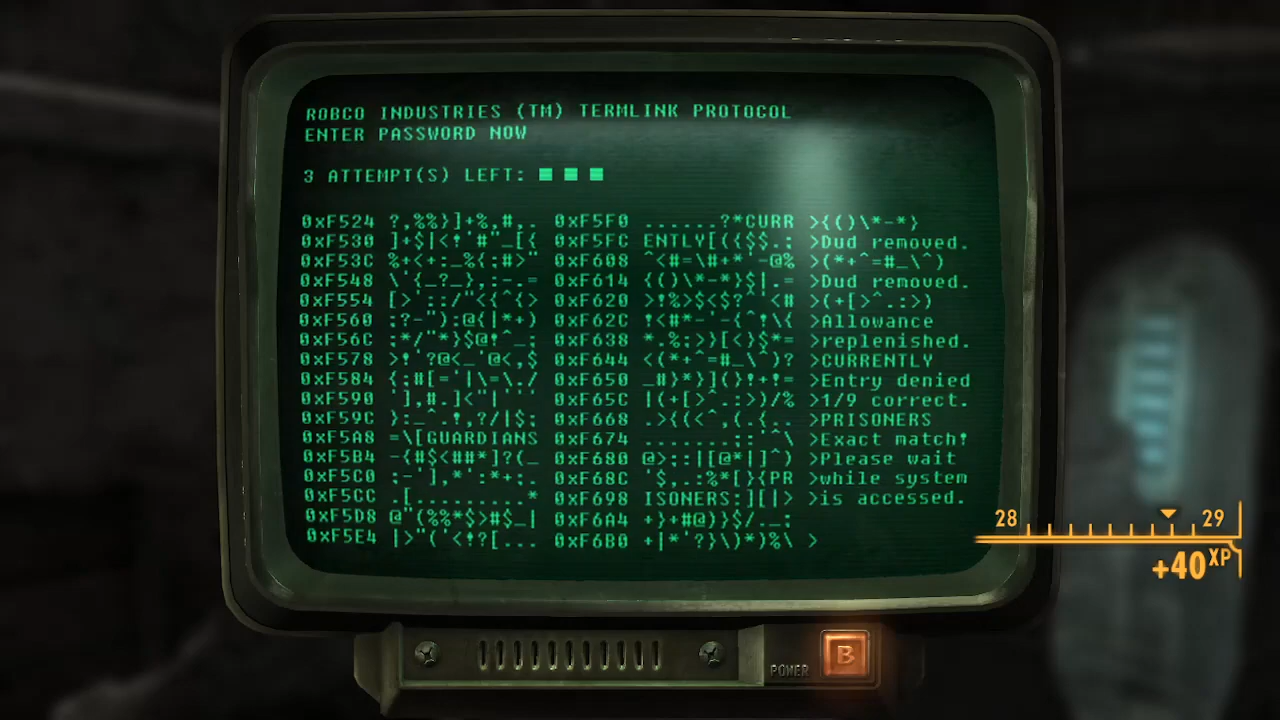 ROBCO INDUSTRIES (TM) TERMLINK PROTOCOL
ENTER PASSWORD NOW
3 ATTEMPT(S) LEFT:
0xF524 ?,%%}]+%,#,. 0xF5F0 ......?*CURR >{()\*-*}
0xF530 ]+$|<!'#"_[{ 0xF5FC ENTLY[({$$.: >Dud removed.
0xF53C %+<+:_%{:#>" 0xF608 ^<#=\#+*'-@% >(*+^=#_\^)
0xF548 \'{_?_},:-.= 0xF614 {()\*-*}$|.= >Dud removed.
0xF554 [>'::/"<{^{> 0xF620 >!%>$<$?^'<# >(+[>^.:>)
0xF560 :?-"):@{|*+) 0xF62C !<#*-'-{^!\{ >Allowance
0xF56C :*/"*}$@!^_; 0xF638 *.%;>>}[<}$*= >replenished.
0xF578 >!'?@<_'@<,$ 0xF644 <(*+^=#_\^)? >CURRENTLY
0xF584 {;#[='|\=\./ 0xF650 _#}*}](}!+!= >Entry denied
0xF590 '],#.]<"|''' 0xF65C |(+[>^.:>)/% >1/9 correct.
0xF59C }:_^.!,?/|$; 0xF668 .>{(<^,(.{.. >PRISONERS
0xF5A8 =\[GUARDIANS 0xF674 .......;:'^\ >Exact match!
0xF5B4 -{#$<##*]?(_ 0xF680 @>;:|[@*|]^) >Please wait
0xF5C0 ;-'],*':*+;. 0xF68C '$,.:%*[}{PR >while system
0xF5CC .[.........* 0xF698 ISONERS:][|> >is accessed.
0xF5D8 @"(%%*$>#$_| 0xF6A4 +}+#@)}$/._;
0xF5E4 |>"('<!?[... 0xF6B0 +|*'?}\)*)%\ >
28 29
+40 XP
POWER B